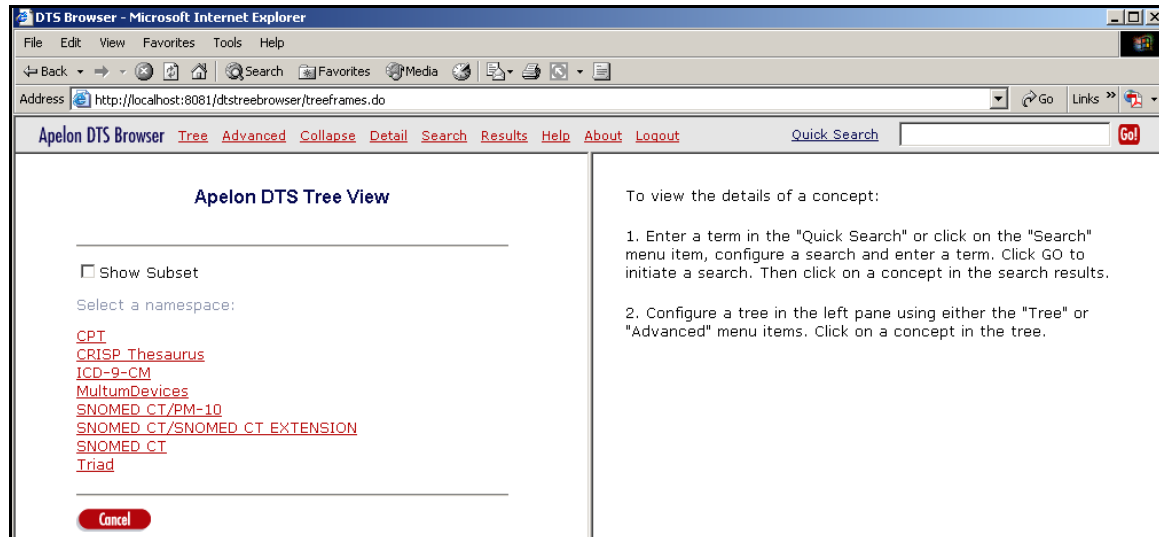 DTS Browser - Microsoft Internet Explorer
File Edit View Favorites Tools Help
Back Search Favorites Media
Address http://localhost:8081/dtstreebrowser/treeframes.do Go Links »
Apelon DTS Browser Tree Advanced Collapse Detail Search Results Help About Logout Quick Search Go!
Apelon DTS Tree View
Show Subset
Select a namespace:
CPT
CRISP Thesaurus
ICD-9-CM
MultumDevices
SNOMED CT/PM-10
SNOMED CT/SNOMED CT EXTENSION
SNOMED CT
Triad
Cancel
To view the details of a concept:
1. Enter a term in the "Quick Search" or click on the "Search"
menu item, configure a search and enter a term. Click GO to
initiate a search. Then click on a concept in the search results.
2. Configure a tree in the left pane using either the "Tree" or
"Advanced" menu items. Click on a concept in the tree.